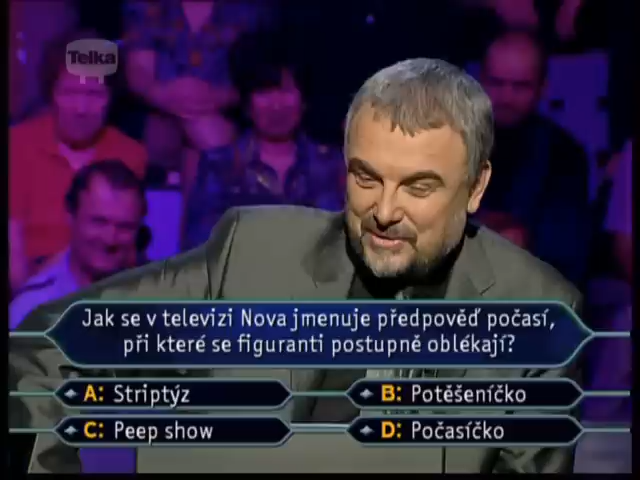 Telka
Jak se v televizi Nova jmenuje předpověď počasí,
při které se figuranti postupně oblékají?
A: Striptýz
B: Potěšeníčko
C: Peep show
D: Počasíčko